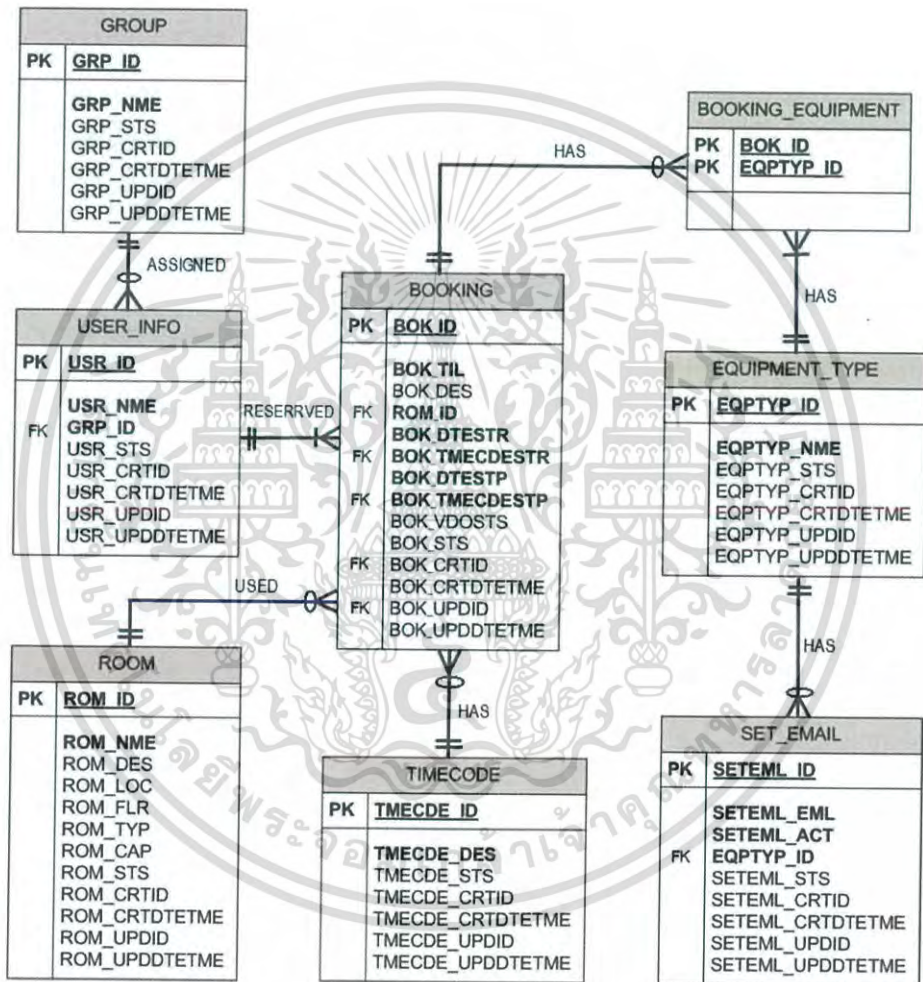 GROUP
PK GRP_ID
GRP_NME
GRP_STS
GRP_CRTID
GRP_CRTDTETME
GRP_UPDID
GRP_UPDDTETME
ASSIGNED
USER_INFO
PK USR_ID
USR_NME
FK GRP_ID
USR_STS
USR_CRTID
USR_CRTDTETME
USR_UPDID
USR_UPDDTETME
RESERRVED
USED
ROOM
PK ROM_ID
ROM_NME
ROM_DES
ROM_LOC
ROM_FLR
ROM_TYP
ROM_CAP
ROM_STS
ROM_CRTID
ROM_CRTDTETME
ROM_UPDID
ROM_UPDDTETME
HAS
BOOKING
PK BOK_ID
BOK_TIL
BOK_DES
FK ROM_ID
BOK_DTESTR
FK BOK_TMECDESTR
BOK_DTESTP
FK BOK_TMECDESTP
BOK_VDOSTS
BOK_STS
FK BOK_CRTID
BOK_CRTDTETME
FK BOK_UPDID
BOK_UPDDTETME
HAS
TIMECODE
PK TMECDE_ID
TMECDE_DES
TMECDE_STS
TMECDE_CRTID
TMECDE_CRTDTETME
TMECDE_UPDID
TMECDE_UPDDTETME
BOOKING_EQUIPMENT
PK BOK_ID
PK EQPTYP_ID
HAS
EQUIPMENT_TYPE
PK EQPTYP_ID
EQPTYP_NME
EQPTYP_STS
EQPTYP_CRTID
EQPTYP_CRTDTETME
EQPTYP_UPDID
EQPTYP_UPDDTETME
HAS
SET_EMAIL
PK SETEML_ID
SETEML_EML
SETEML_ACT
FK EQPTYP_ID
SETEML_STS
SETEML_CRTID
SETEML_CRTDTETME
SETEML_UPDID
SETEML_UPDDTETME